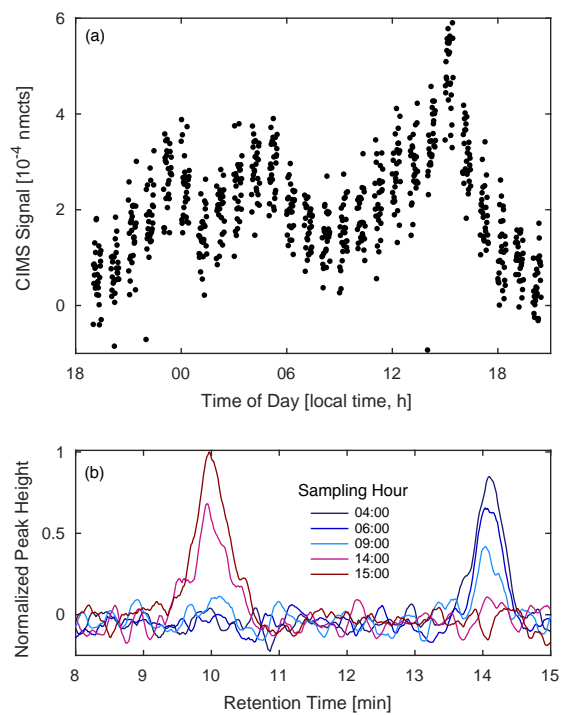 (a)
CIMS Signal [10⁻⁴ nmcts]
6
4
2
0
18 00 06 12 18
Time of Day [local time, h]
(b)
Normalized Peak Height
1
0.5
0
Sampling Hour
04:00
06:00
09:00
14:00
15:00
8 9 10 11 12 13 14 15
Retention Time [min]